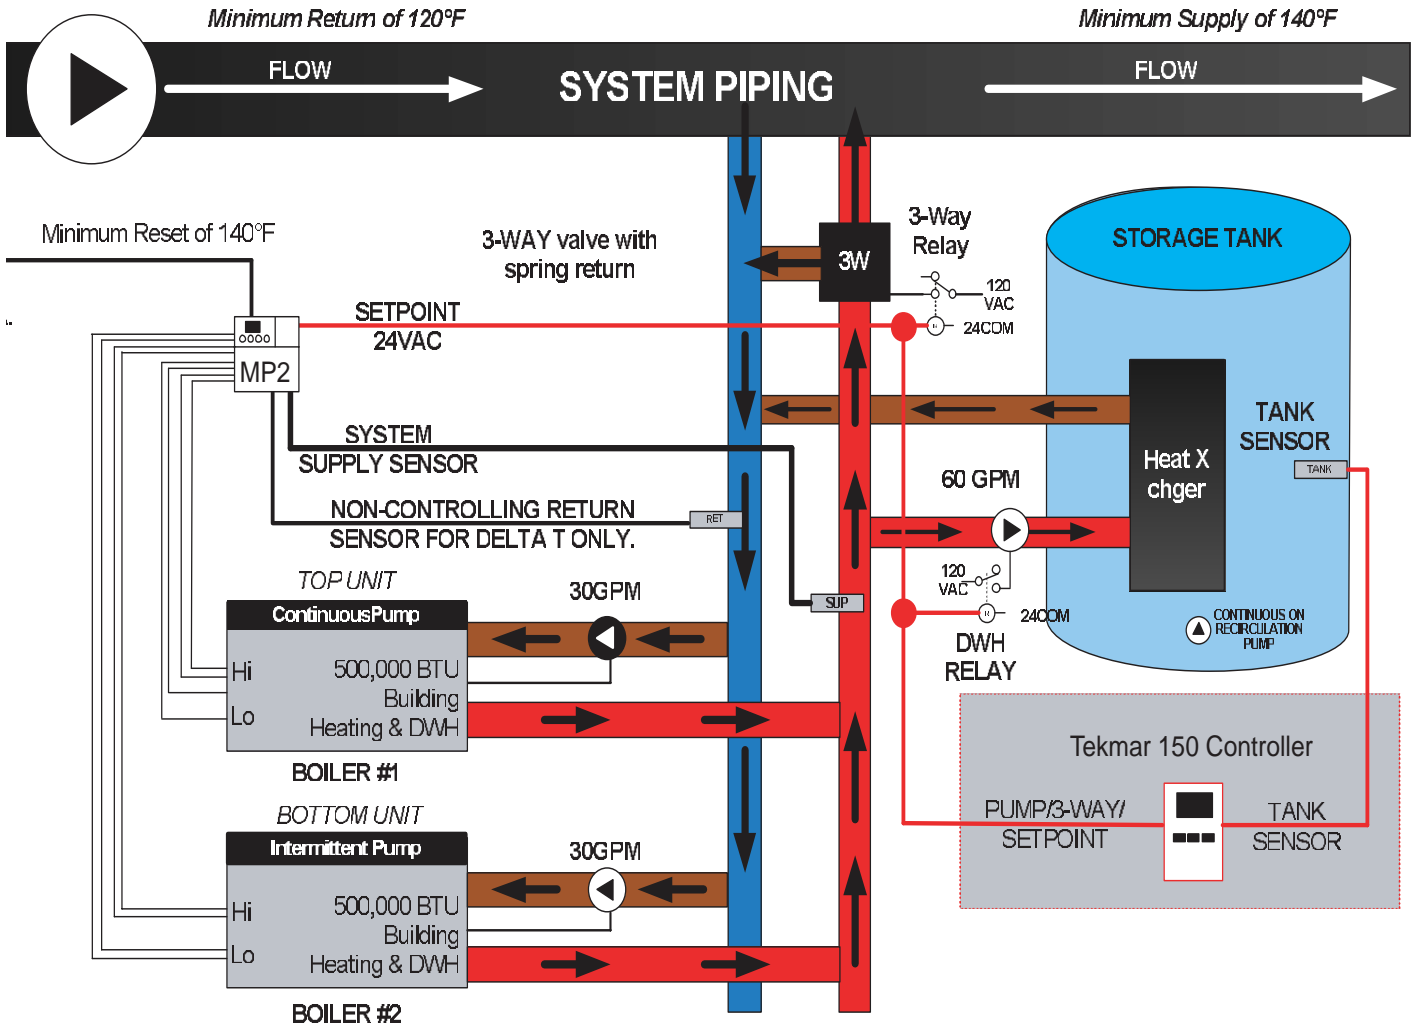 Minimum Return of 120°F
Minimum Supply of 140°F
FLOW
SYSTEM PIPING
FLOW
Minimum Reset of 140°F
3-WAY valve with
spring return
3W
3-Way
Relay
120
VAC
R
24COM
STORAGE TANK
SETPOINT
24VAC
MP2
SYSTEM
SUPPLY SENSOR
NON-CONTROLLING RETURN
SENSOR FOR DELTA T ONLY.
RET
SUP
Heat X
chger
TANK
SENSOR
TANK
60 GPM
120
VAC
R
24COM
DWH
RELAY
CONTINUOUS ON
RECIRCULATION
PUMP
TOP UNIT
ContinuousPump
30GPM
Hi
Lo
500,000 BTU
Building
Heating & DWH
BOILER #1
BOTTOM UNIT
Intermittent Pump
30GPM
Hi
Lo
500,000 BTU
Building
Heating & DWH
BOILER #2
Tekmar 150 Controller
PUMP/3-WAY/
SETPOINT
TANK
SENSOR